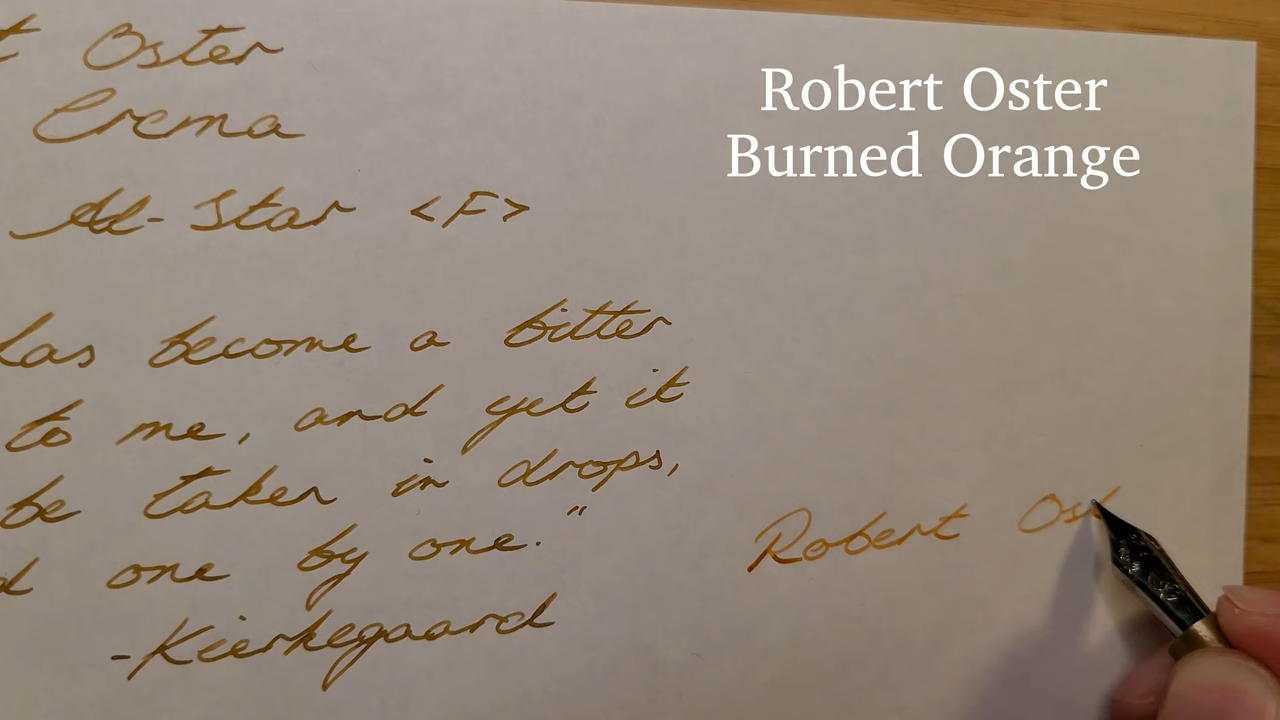 t Oster
Crema
Al-Star <F>
has become a bitter
to me, and yet it
be taken in drops,
d one by one."
-Kierkegaard
Robert Oster
Burned Orange
Robert Ost